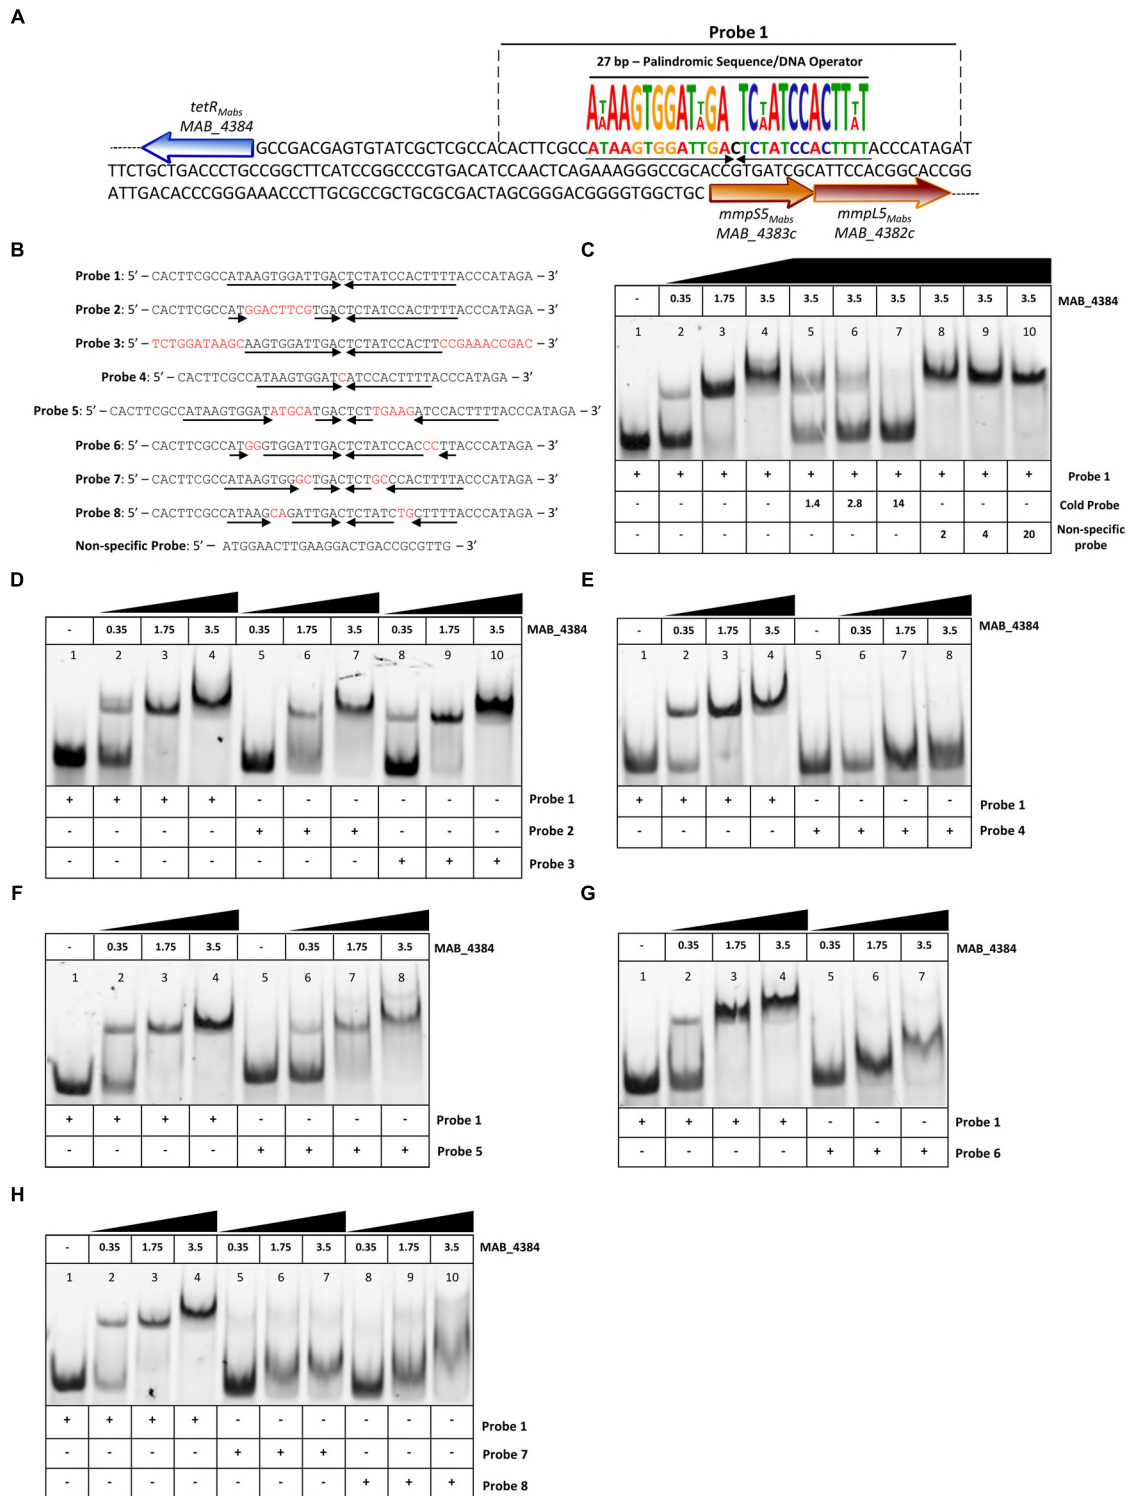 A
Probe 1
27 bp – Palindromic Sequence/DNA Operator
tetR Mabs
MAB_4384
GCCGACGAGTGTATCGCTCGCCACACTTCGCCATAAGTGGATTGACTCTATCCACTTTTACCCATAGAT
TTCTGCTGACCCTGCCGGCTTCATCCGGCCCGTGACATCCAACTCAGAAAGGGCCGCACCGTGATCGCATTCCACGGCACCGG
ATTGACACCCGGGAAACCCTTGCGCCGCTGCGCGACTAGCGGGACGGGGTGGCTGC
mmpS5 Mabs
MAB_4383c
mmpL5 Mabs
MAB_4382c
B
Probe 1: 5’ – CACTTCGCCATAAGTGGATTGACTCTATCCACTTTTACCCATAGA – 3’
Probe 2: 5’ – CACTTCGCCATGGACTTCGTGACTCTATCCACTTTTACCCATAGA – 3’
Probe 3: 5’ – TCTGGATAAGCAAGTGGATTGACTCTATCCACTTCCGAAACCGAC – 3’
Probe 4: 5’ – CACTTCGCCATAAGTGGATCATCCACTTTTACCCATAGA – 3’
Probe 5: 5’ – CACTTCGCCATAAGTGGATATGCATGACTCTTGAAGATCCACTTTTACCCATAGA – 3’
Probe 6: 5’ – CACTTCGCCATGGGTGGATTGACTCTATCCACCCTTACCCATAGA – 3’
Probe 7: 5’ – CACTTCGCCATAAGTGGGCTGACTCTGCCCACTTTTACCCATAGA – 3’
Probe 8: 5’ – CACTTCGCCATAAGCAGATTGACTCTATCTGCTTTTACCCATAGA – 3’
Non-specific Probe: 5’ – ATGGAACTTGAAGGACTGACCGCGTTG – 3’
C
- 0.35 1.75 3.5 3.5 3.5 3.5 3.5 3.5 3.5 MAB_4384
1 2 3 4 5 6 7 8 9 10
+ + + + + + + + + + Probe 1
- - - - 1.4 2.8 14 - - - Cold Probe
- - - - - - - 2 4 20 Non-specific probe
D
- 0.35 1.75 3.5 0.35 1.75 3.5 0.35 1.75 3.5 MAB_4384
1 2 3 4 5 6 7 8 9 10
+ + + + - - - - - - Probe 1
- - - - + + + - - - Probe 2
- - - - - - - + + + Probe 3
E
- 0.35 1.75 3.5 - 0.35 1.75 3.5 MAB_4384
1 2 3 4 5 6 7 8
+ + + + - - - - Probe 1
- - - - + + + + Probe 4
F
- 0.35 1.75 3.5 - 0.35 1.75 3.5 MAB_4384
1 2 3 4 5 6 7 8
+ + + + - - - - Probe 1
- - - - + + + + Probe 5
G
- 0.35 1.75 3.5 0.35 1.75 3.5 MAB_4384
1 2 3 4 5 6 7
+ + + + - - - Probe 1
- - - - + + + Probe 6
H
- 0.35 1.75 3.5 0.35 1.75 3.5 0.35 1.75 3.5 MAB_4384
1 2 3 4 5 6 7 8 9 10
+ + + + - - - - - - Probe 1
- - - - + + + - - - Probe 7
- - - - - - - + + + Probe 8